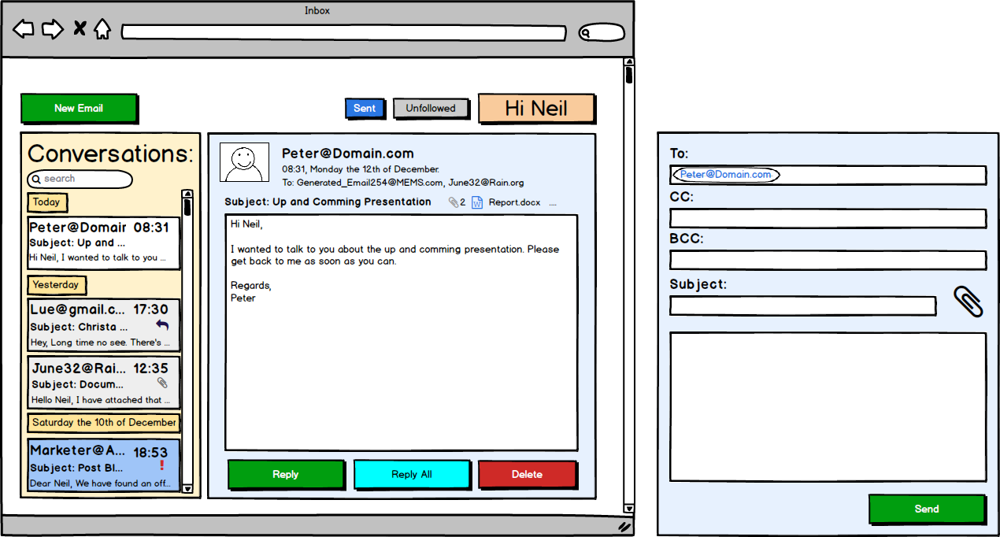 Inbox
New Email
Sent
Unfollowed
Hi Neil
Conversations:
search
Today
Peter@Domair 08:31
Subject: Up and ...
Hi Neil, I wanted to talk to you ...
Yesterday
Lue@gmail.c... 17:30
Subject: Christa ...
Hey, Long time no see. There's ...
June32@Rai... 12:35
Subject: Docum...
Hello Neil, I have attached that ...
Saturday the 10th of December
Marketer@A... 18:53
Subject: Post Bl... !
Dear Neil, We have found an off...
Peter@Domain.com
08:31, Monday the 12th of December.
To: Generated_Email254@MEMS.com, June32@Rain.org
Subject: Up and Comming Presentation 2 W Report.docx ....
Hi Neil,
I wanted to talk to you about the up and comming presentation. Please
get back to me as soon as you can.
Regards,
Peter
Reply
Reply All
Delete
To:
Peter@Domain.com
CC:
BCC:
Subject:
Send